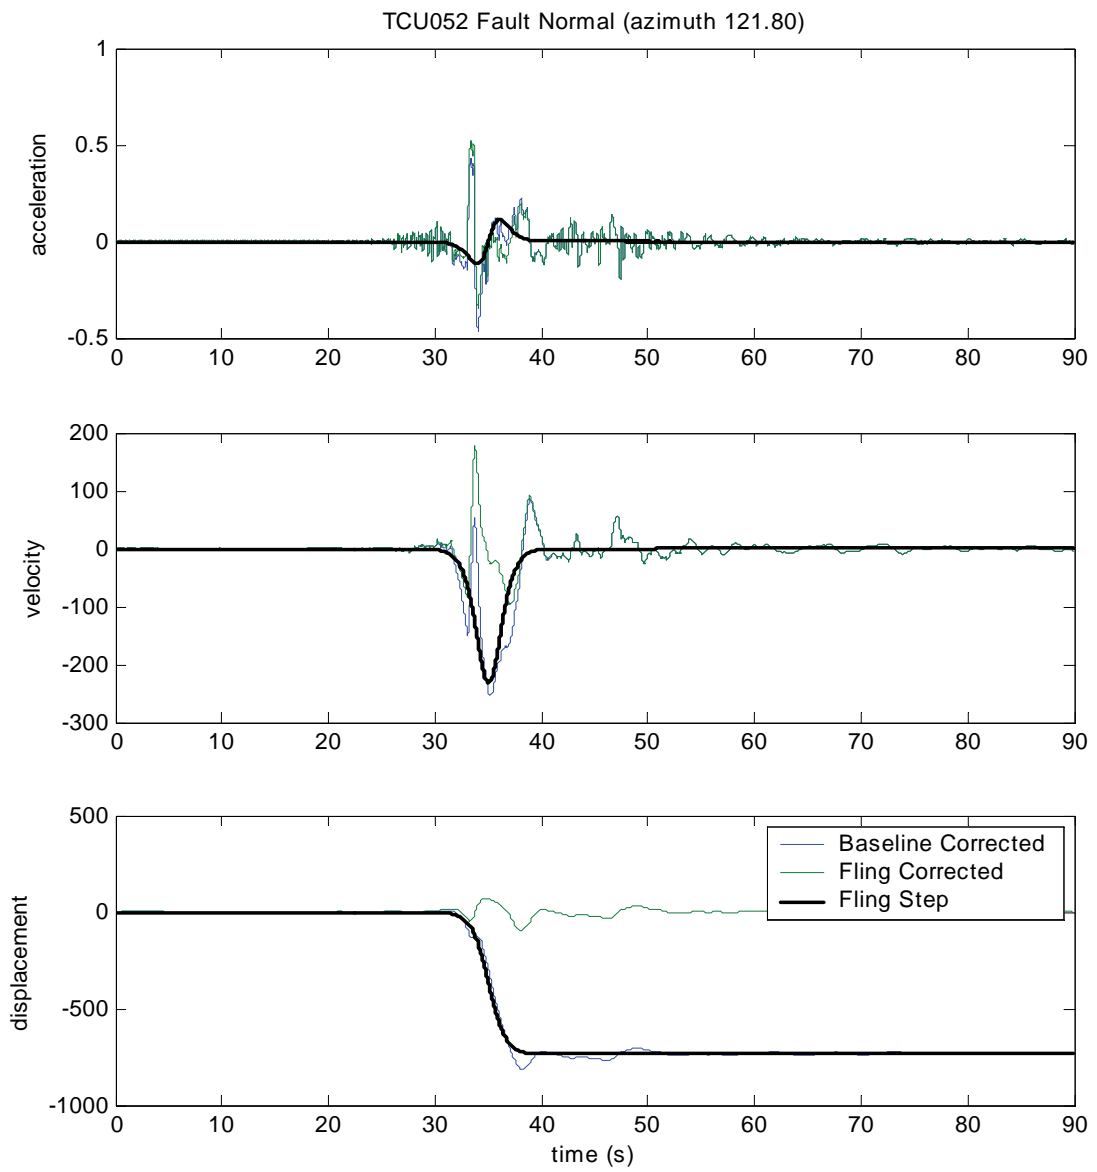 TCU052 Fault Normal (azimuth 121.80)
1
0.5
0
-0.5
acceleration
0 10 20 30 40 50 60 70 80 90
200
100
0
-100
-200
-300
velocity
0 10 20 30 40 50 60 70 80 90
500
0
-500
-1000
displacement
Baseline Corrected
Fling Corrected
Fling Step
0 10 20 30 40 50 60 70 80 90
time (s)